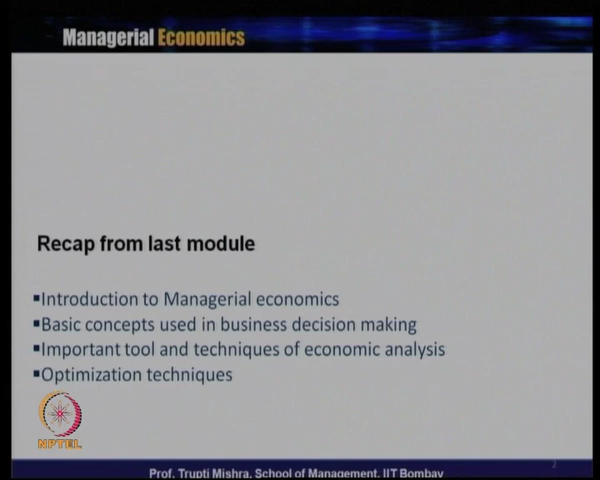 Managerial Economics
Recap from last module
▪Introduction to Managerial economics
▪Basic concepts used in business decision making
▪Important tool and techniques of economic analysis
▪Optimization techniques
NPTEL
2
Prof. Trupti Mishra, School of Management, IIT Bombay